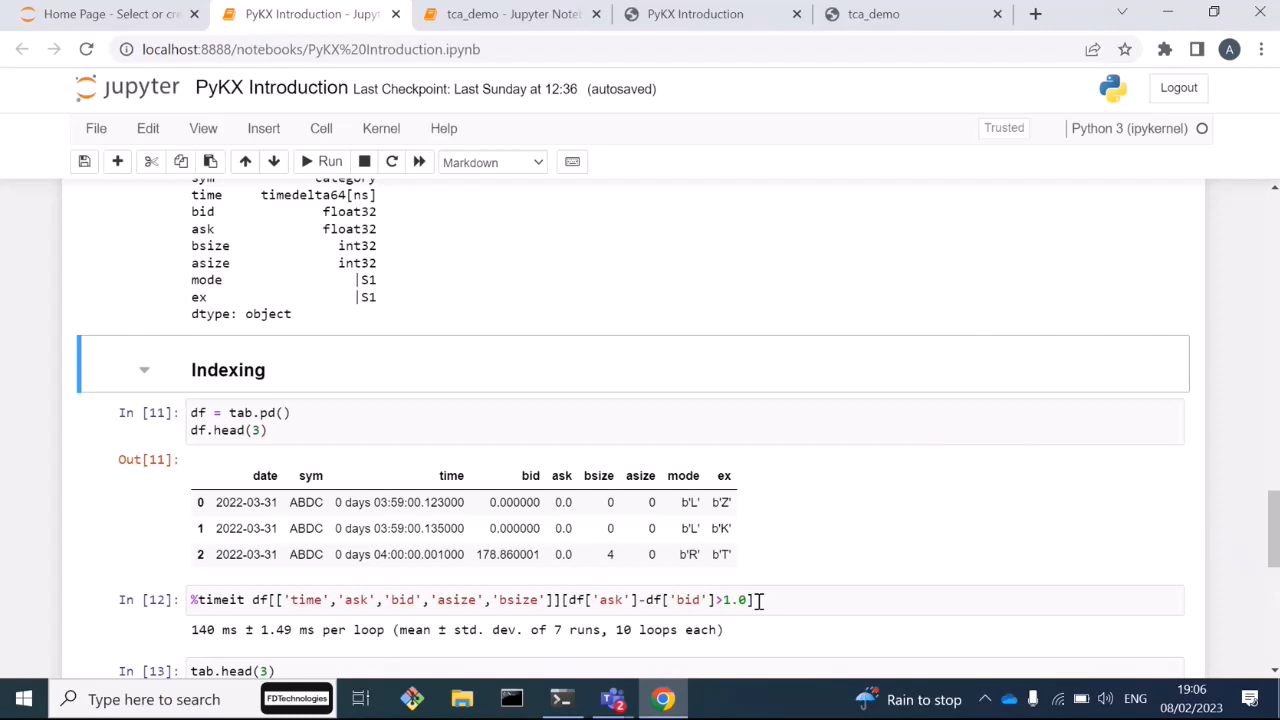 Home Page - Select or cre
PyKX Introduction - Jupyt
tca_demo - Jupyter Notel
PyKX Introduction
tca_demo
localhost:8888/notebooks/PyKX%20Introduction.ipynb
A
jupyter PyKX Introduction Last Checkpoint: Last Sunday at 12:36 (autosaved)
Logout
File Edit View Insert Cell Kernel Help
Trusted
Python 3 (ipykernel)
Run
Markdown
sym category
time timedelta64[ns]
bid float32
ask float32
bsize int32
asize int32
mode |S1
ex |S1
dtype: object
Indexing
In [11]: df = tab.pd()
df.head(3)
Out[11]:
date sym time bid ask bsize asize mode ex
0 2022-03-31 ABDC 0 days 03:59:00.123000 0.000000 0.0 0 0 b'L' b'Z'
1 2022-03-31 ABDC 0 days 03:59:00.135000 0.000000 0.0 0 0 b'L' b'K'
2 2022-03-31 ABDC 0 days 04:00:00.001000 178.860001 0.0 4 0 b'R' b'T'
In [12]: %timeit df[['time','ask','bid','asize','bsize']][df['ask']-df['bid']>1.0]
140 ms ± 1.49 ms per loop (mean ± std. dev. of 7 runs, 10 loops each)
In [13]: tab.head(3)
Type here to search
FDTechnologies
2
Rain to stop
ENG
19:06
08/02/2023